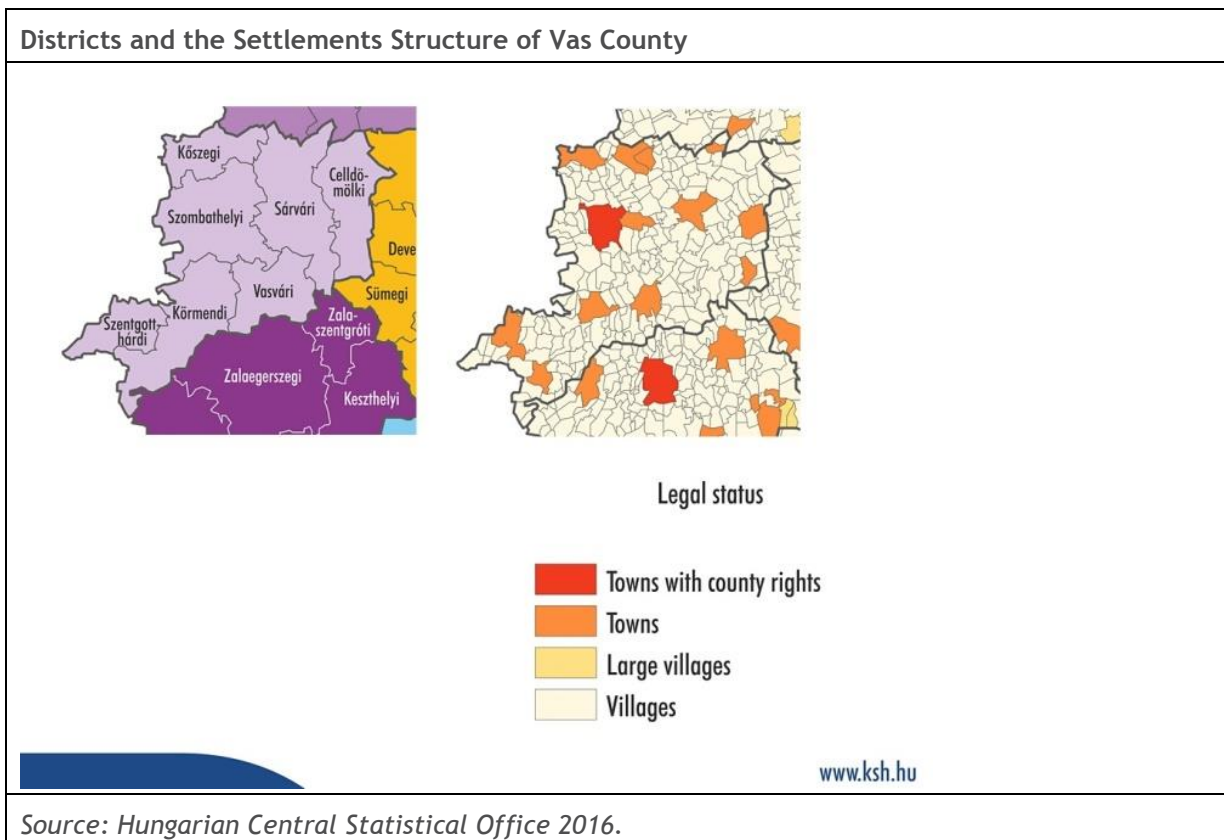 Districts and the Settlements Structure of Vas County
Kőszegi
Celldö-
mölki
Szombathelyi
Sárvári
Deve
Vasvári
Sümegi
Körmendi
Szentgott-
hárdi
Zala-
szentgróti
Zalaegerszegi
Keszthelyi
Legal status
Towns with county rights
Towns
Large villages
Villages
www.ksh.hu
Source: Hungarian Central Statistical Office 2016.